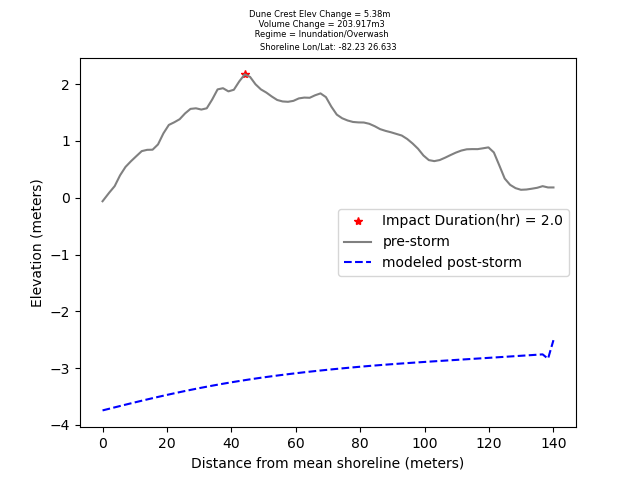 Dune Crest Elev Change = 5.38m
Volume Change = 203.917m3
Regime = Inundation/Overwash
Shoreline Lon/Lat: -82.23 26.633
2
1
0
−1
−2
−3
−4
Elevation (meters)
Impact Duration(hr) = 2.0
pre-storm
modeled post-storm
0 20 40 60 80 100 120 140
Distance from mean shoreline (meters)